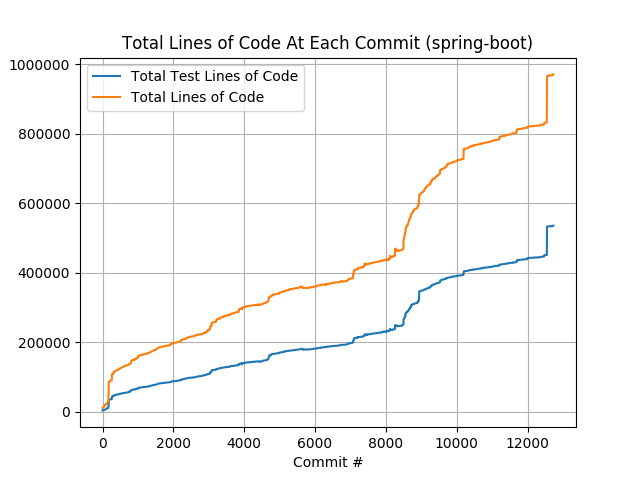 Total Lines of Code At Each Commit (spring-boot)
Total Test Lines of Code
Total Lines of Code
1000000
800000
600000
400000
200000
0
0 2000 4000 6000 8000 10000 12000
Commit #